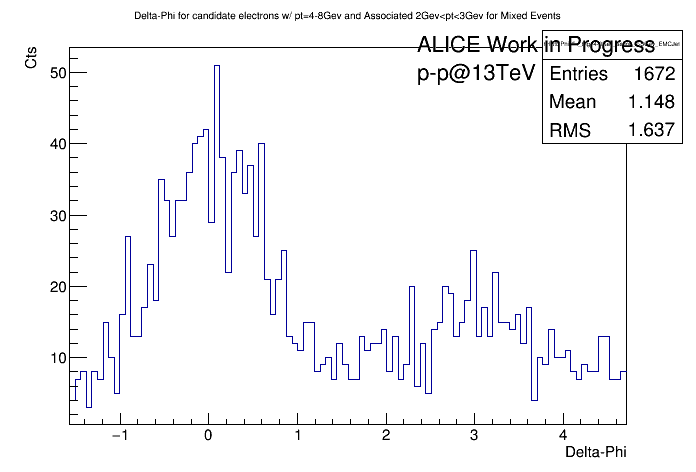 Delta-Phi for candidate electrons w/ pt=4-8Gev and Associated 2Gev<pt<3Gev for Mixed Events
Cts
ALICE Work in Progress
p-p@13TeV
EMCJet
Entries 1672
Mean 1.148
RMS 1.637
50
40
30
20
10
−1 0 1 2 3 4
Delta-Phi